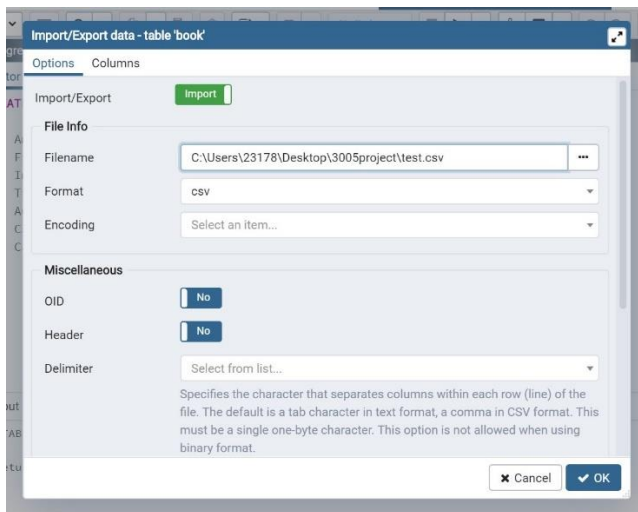 Import/Export data - table 'book'
Options Columns
Import/Export Import
File Info
Filename C:\Users\23178\Desktop\3005project\test.csv ...
Format csv
Encoding Select an item...
Miscellaneous
OID No
Header No
Delimiter Select from list...
Specifies the character that separates columns within each row (line) of the
file. The default is a tab character in text format, a comma in CSV format. This
must be a single one-byte character. This option is not allowed when using
binary format.
Cancel OK